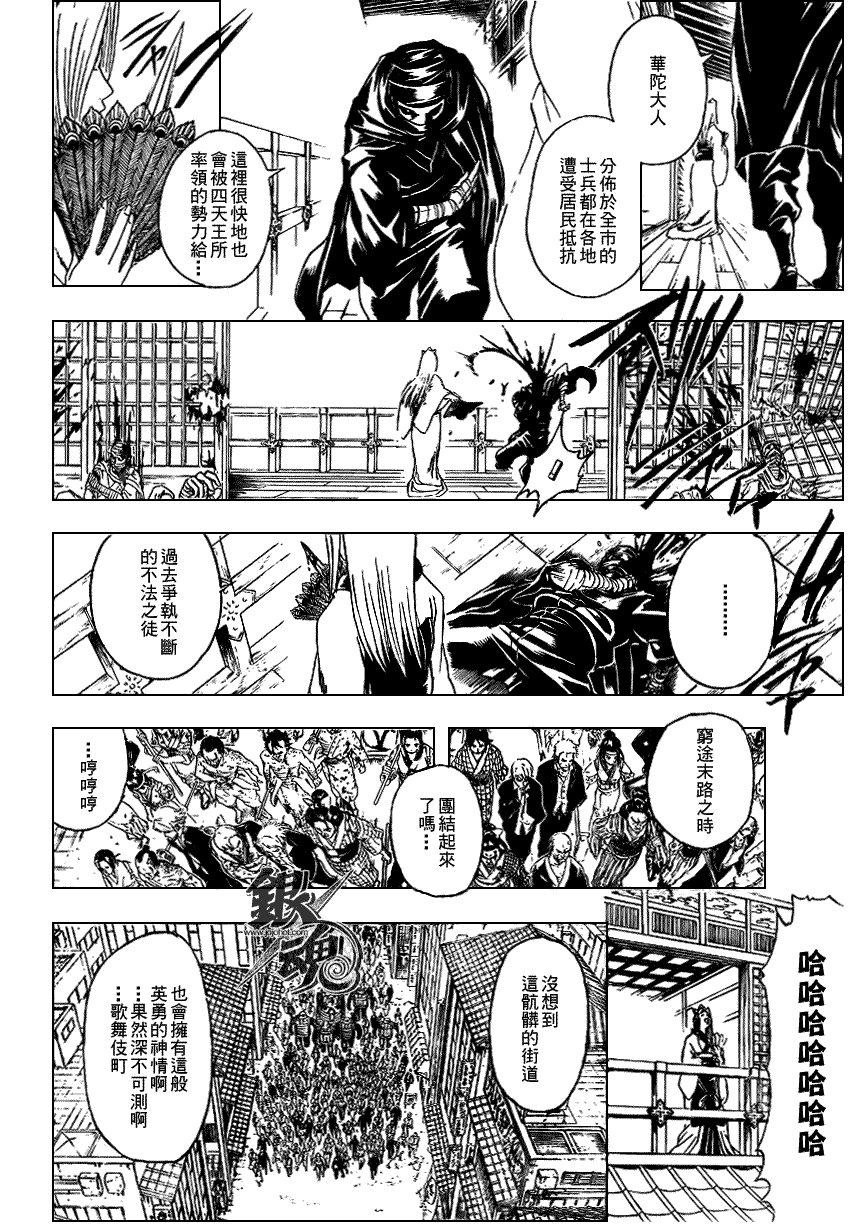 華陀大人
分佈於全市的
士兵都在各地
遭受居民抵抗
這裡很快地也
會被四天王所
率領的勢力給…
………
過去爭執不斷
的不法之徒
窮途末路之時
團結起來
了嗎…
…哼哼哼
哈哈哈哈哈哈哈
沒想到
這骯髒的街道
也會擁有這般
英勇的神情啊
…果然深不可測啊
…歌舞伎町
銀魂
www.jojohot.com